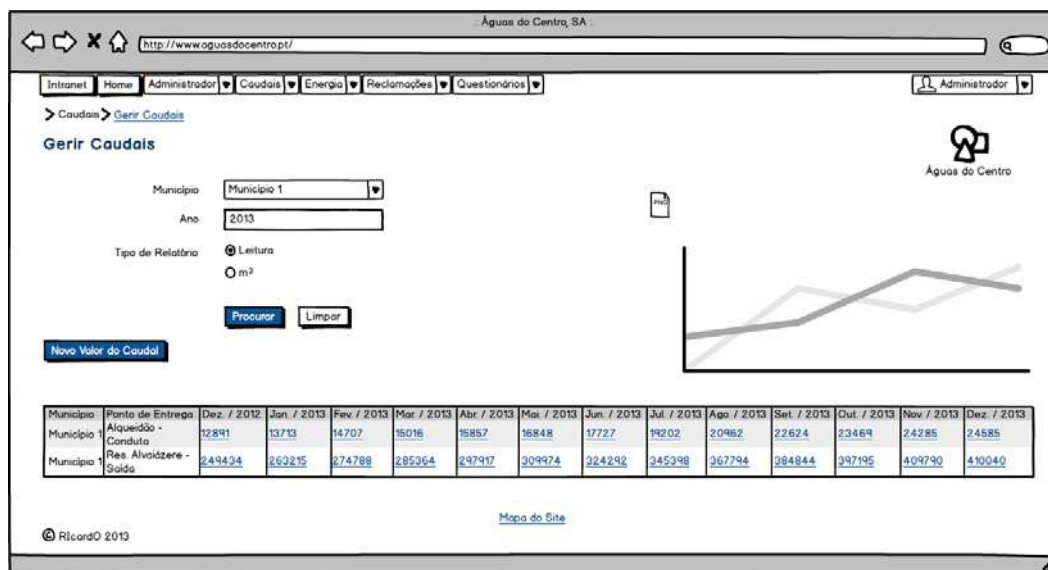 : Águas do Centro, SA :
http://www.aguasdocentro.pt/
Intranet Home Administrador Caudais Energia Reclamações Questionários Administrador
Caudais Gerir Caudais
Gerir Caudais
Águas do Centro
Município Município 1
PNG
Ano 2013
Tipo de Relatório Leitura
m³
Procurar Limpar
Novo Valor do Caudal
Município Ponto de Entrega Dez. / 2012 Jan. / 2013 Fev. / 2013 Mar. / 2013 Abr. / 2013 Mai. / 2013 Jun. / 2013 Jul. / 2013 Ago. / 2013 Set. / 2013 Out. / 2013 Nov. / 2013 Dez. / 2013
Município 1 Alqueidão - Conduta 12891 13713 14707 15016 15857 16848 17727 19202 20962 22624 23469 24285 24585
Município 1 Res. Alvaiázere - Saída 249434 263215 274788 285364 297917 309974 324292 345398 367794 384844 397195 409790 410040
Mapa do Site
© RIcardO 2013